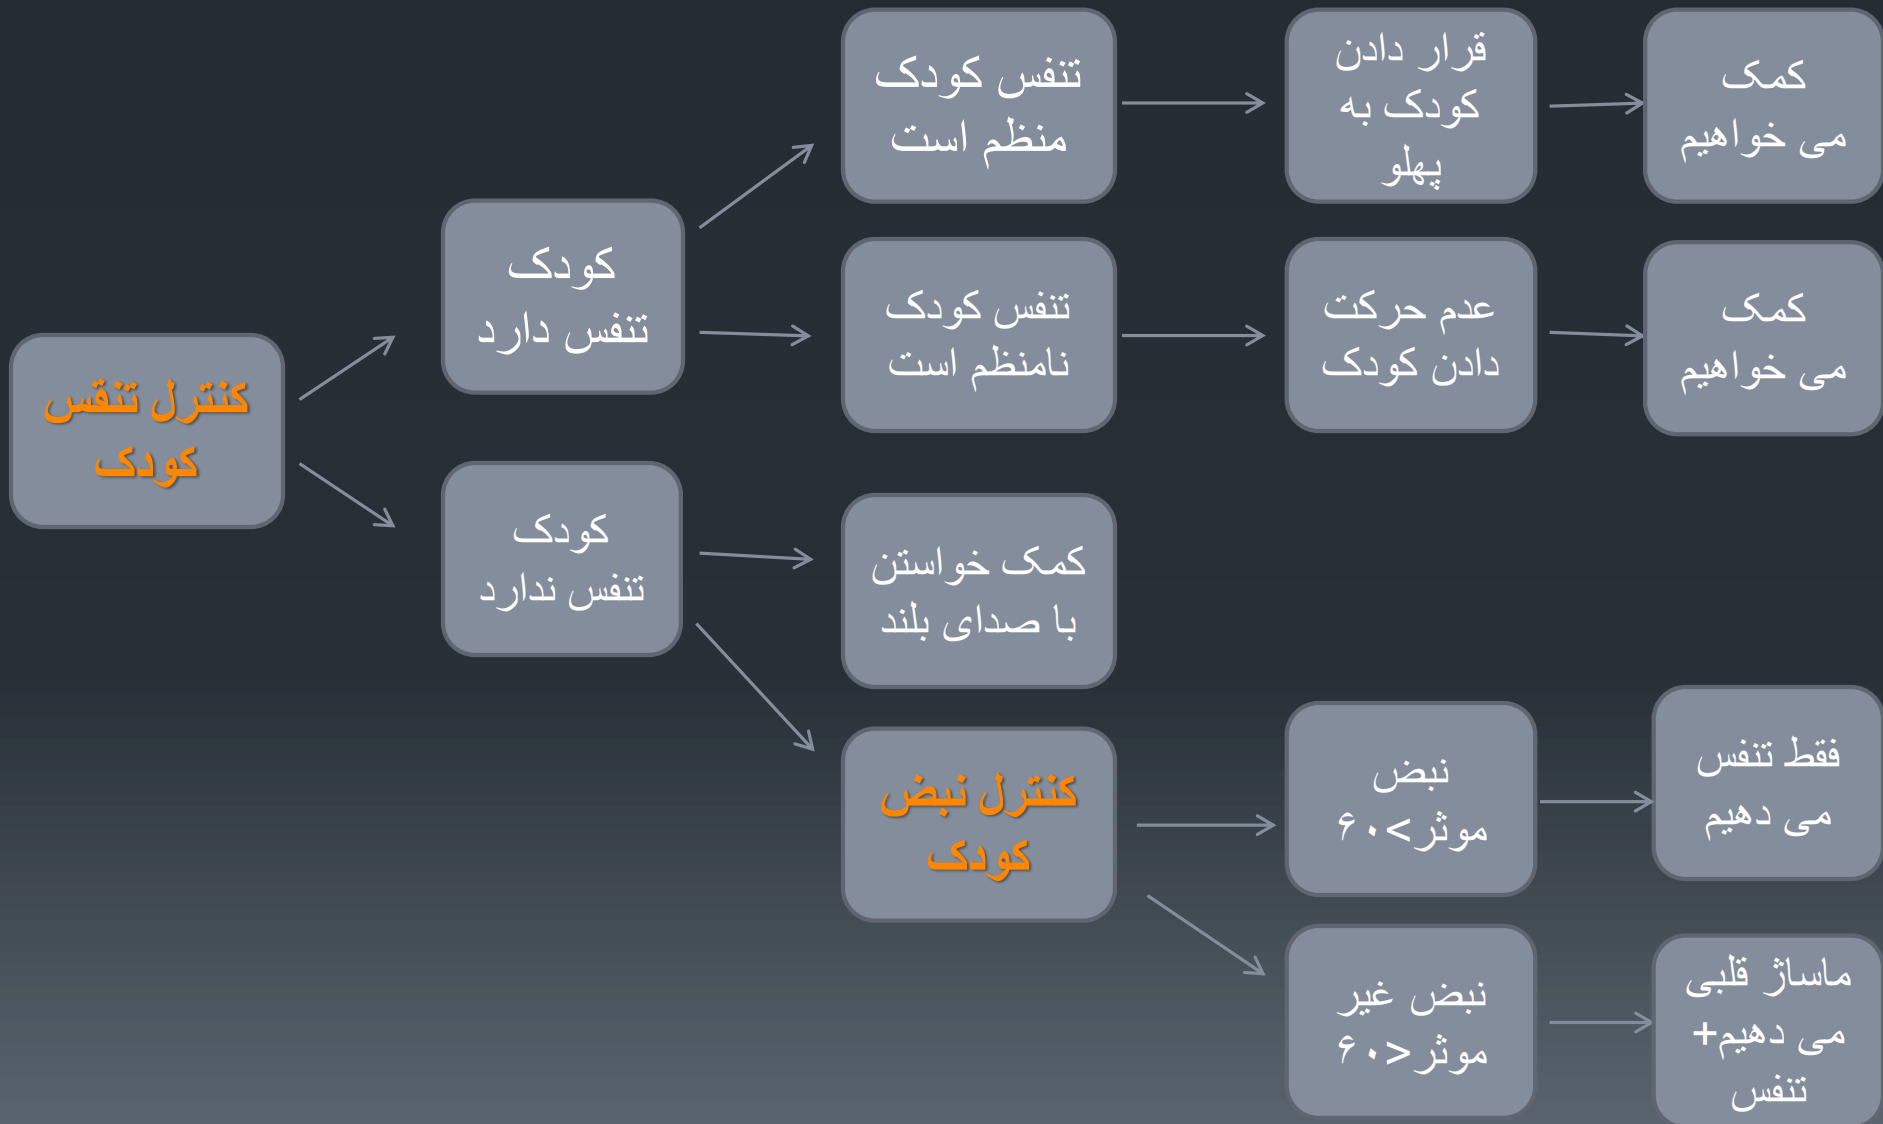 کنترل تنفس
کودک
کودک
تنفس دارد
کودک
تنفس ندارد
تنفس کودک
منظم است
تنفس کودک
نامنظم است
کمک خواستن
با صدای بلند
کنترل نبض
کودک
قرار دادن
کودک به
پهلو
عدم حرکت
دادن کودک
نبض
موثر>۶۰
نبض غیر
موثر<۶۰
کمک
می خواهیم
کمک
می خواهیم
فقط تنفس
می دهیم
ماساژ قلبی
می دهیم+
تنفس